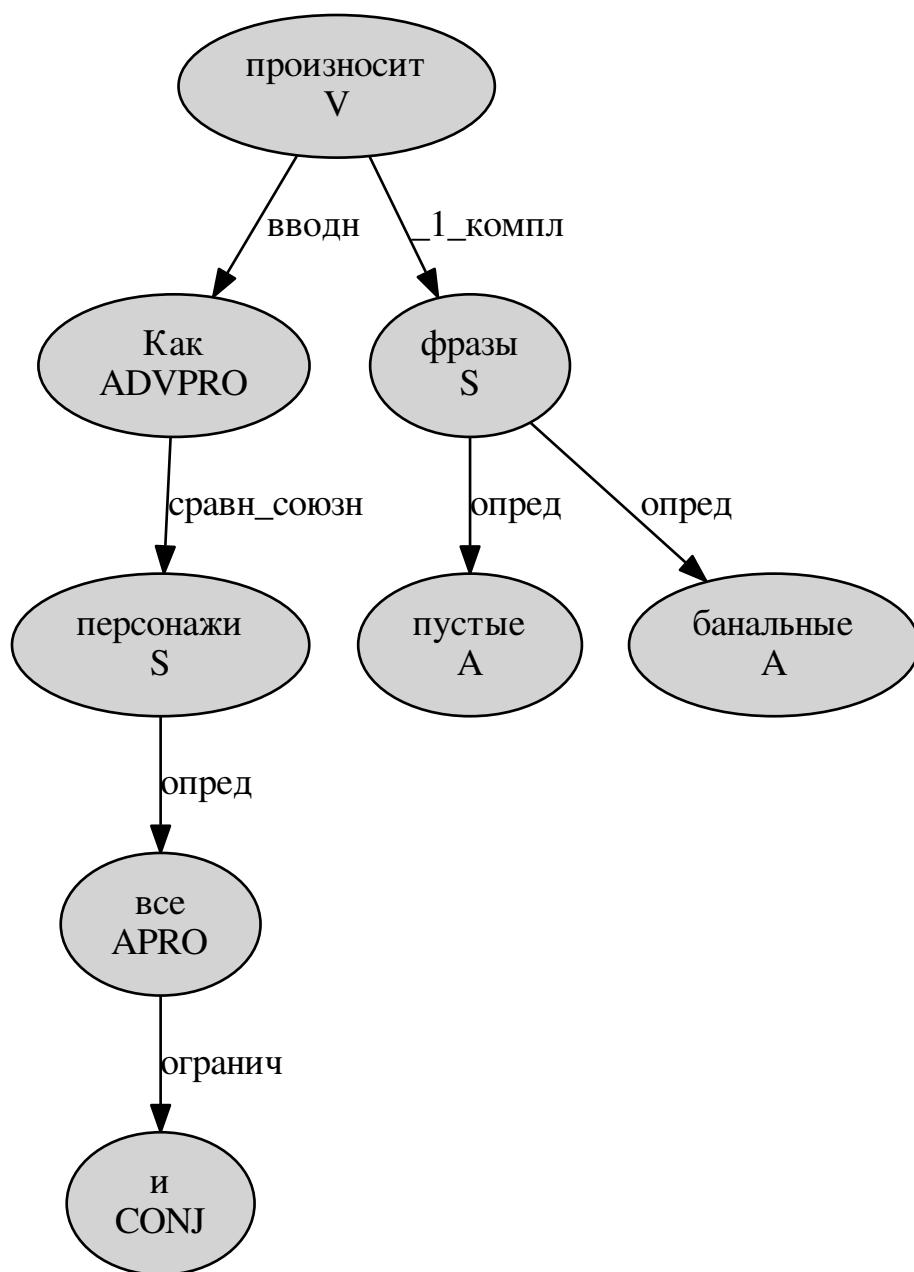 произносит
V
вводн
_1_компл
Как
ADVPRO
фразы
S
сравн_союзн
опред
опред
персонажи
S
пустые
A
банальные
A
опред
все
APRO
огранич
и
CONJ